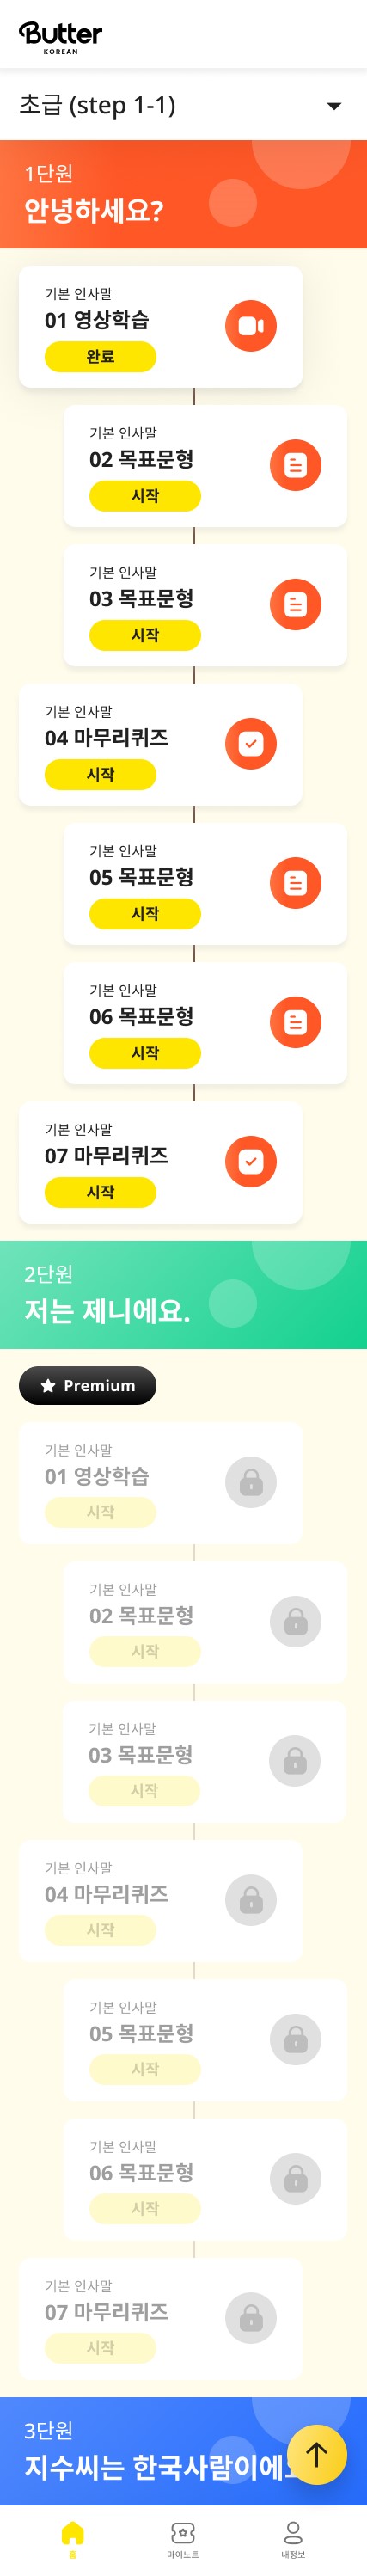 Butter
KOREAN
초급 (step 1-1)
1단원
안녕하세요?
기본 인사말
01 영상학습
완료
기본 인사말
02 목표문형
시작
기본 인사말
03 목표문형
시작
기본 인사말
04 마무리퀴즈
시작
기본 인사말
05 목표문형
시작
기본 인사말
06 목표문형
시작
기본 인사말
07 마무리퀴즈
시작
2단원
저는 제니에요.
Premium
기본 인사말
01 영상학습
시작
기본 인사말
02 목표문형
시작
기본 인사말
03 목표문형
시작
기본 인사말
04 마무리퀴즈
시작
기본 인사말
05 목표문형
시작
기본 인사말
06 목표문형
시작
기본 인사말
07 마무리퀴즈
시작
3단원
지수씨는 한국사람이에
홈
마이노트
내정보